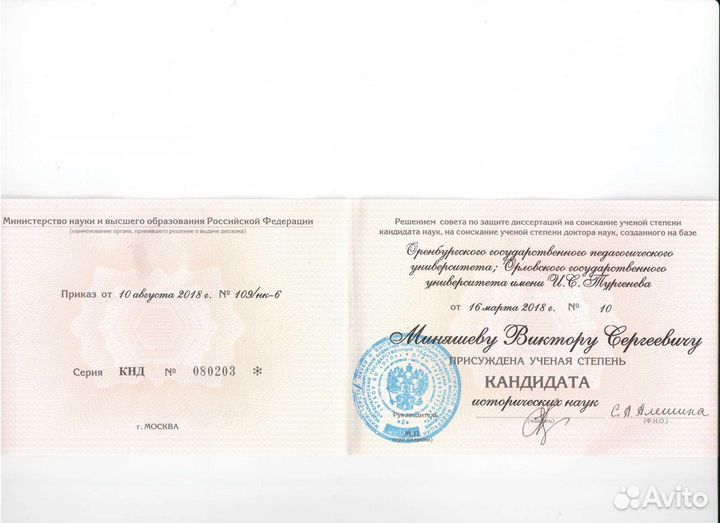 Министерство науки и высшего образования Российской Федерации
(наименование органа, принявшего решение о выдаче диплома)
Приказ от 10 августа 2018 г. № 109/нк-6
Серия КНД № 080203 *
г. МОСКВА
Решением совета по защите диссертаций на соискание ученой степени
кандидата наук, на соискание ученой степени доктора наук, созданного на базе
Оренбургского государственного педагогического
университета; Орловского государственного
университета имени И.С. Тургенева
от 16 марта 2018 г. № 10
Миняшеву Виктору Сергеевичу
ПРИСУЖДЕНА УЧЕНАЯ СТЕПЕНЬ
КАНДИДАТА
исторических наук
Руководитель
С.А. Алешина
(подпись)
(Ф.И.О.)
М.П.
*2*
Avito